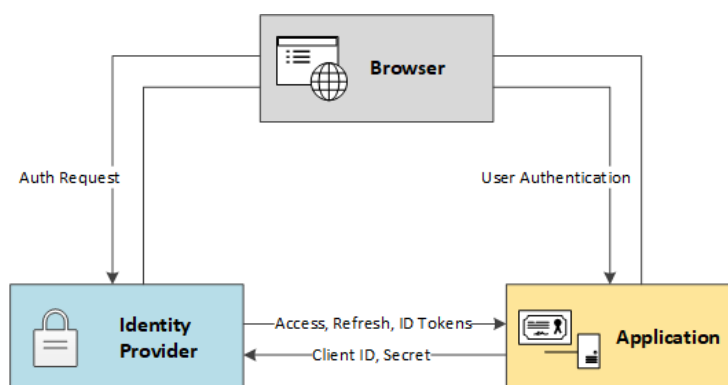 Browser
Auth Request
User Authentication
Identity
Provider
Access, Refresh, ID Tokens
Client ID, Secret
Application